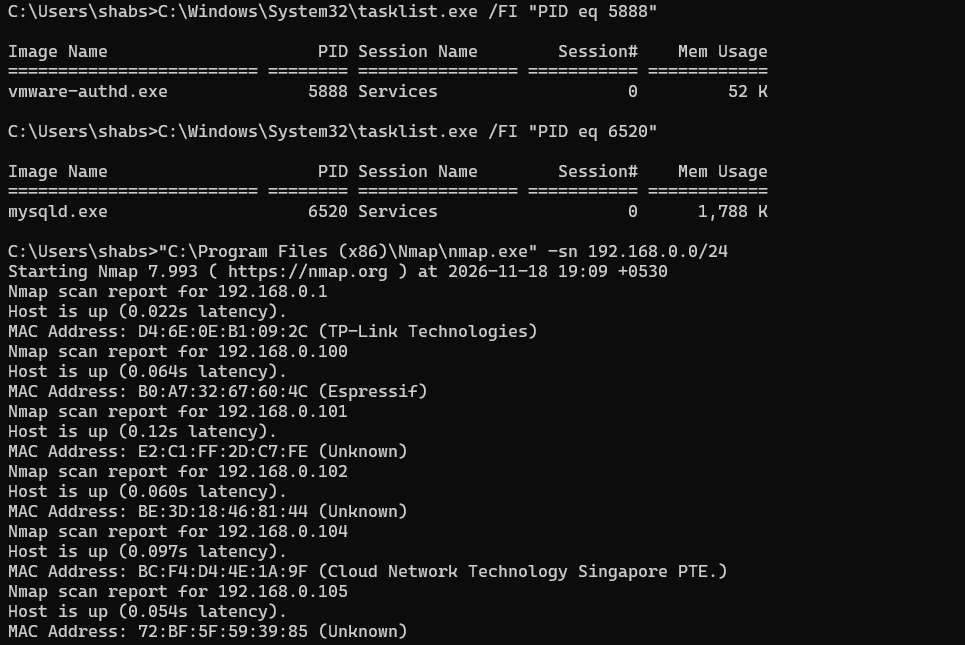 C:\Users\shabs>C:\Windows\System32\tasklist.exe /FI "PID eq 5888"

Image Name                     PID Session Name        Session#    Mem Usage
========================= ======== ================ =========== ============
vmware-authd.exe              5888 Services                   0         52 K

C:\Users\shabs>C:\Windows\System32\tasklist.exe /FI "PID eq 6520"

Image Name                     PID Session Name        Session#    Mem Usage
========================= ======== ================ =========== ============
mysqld.exe                    6520 Services                   0      1,788 K

C:\Users\shabs>"C:\Program Files (x86)\Nmap\nmap.exe" -sn 192.168.0.0/24
Starting Nmap 7.993 ( https://nmap.org ) at 2026-11-18 19:09 +0530
Nmap scan report for 192.168.0.1
Host is up (0.022s latency).
MAC Address: D4:6E:0E:B1:09:2C (TP-Link Technologies)
Nmap scan report for 192.168.0.100
Host is up (0.064s latency).
MAC Address: B0:A7:32:67:60:4C (Espressif)
Nmap scan report for 192.168.0.101
Host is up (0.12s latency).
MAC Address: E2:C1:FF:2D:C7:FE (Unknown)
Nmap scan report for 192.168.0.102
Host is up (0.060s latency).
MAC Address: BE:3D:18:46:81:44 (Unknown)
Nmap scan report for 192.168.0.104
Host is up (0.097s latency).
MAC Address: BC:F4:D4:4E:1A:9F (Cloud Network Technology Singapore PTE.)
Nmap scan report for 192.168.0.105
Host is up (0.054s latency).
MAC Address: 72:BF:5F:59:39:85 (Unknown)